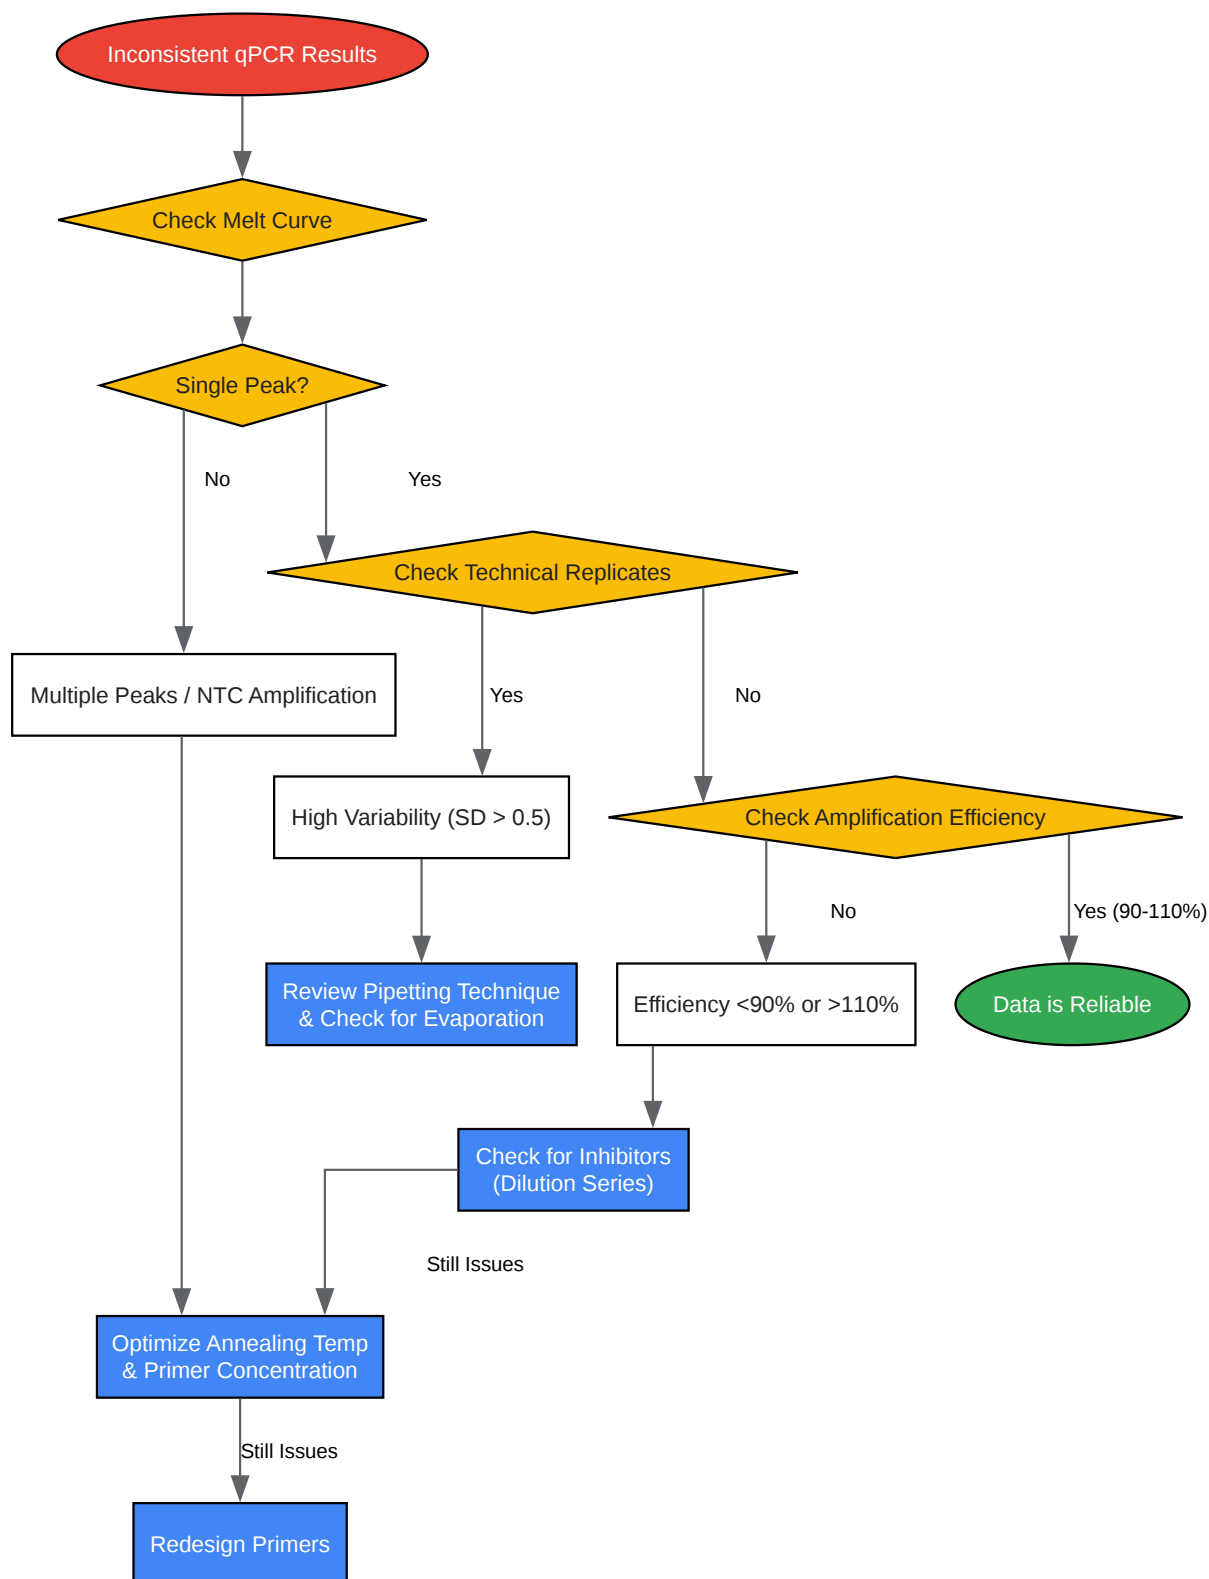 Inconsistent qPCR Results
Check Melt Curve
Single Peak?
No
Yes
Check Technical Replicates
Multiple Peaks / NTC Amplification
Yes
No
High Variability (SD > 0.5)
Check Amplification Efficiency
No
Yes (90-110%)
Review Pipetting Technique
& Check for Evaporation
Efficiency <90% or >110%
Data is Reliable
Check for Inhibitors
(Dilution Series)
Still Issues
Optimize Annealing Temp
& Primer Concentration
Still Issues
Redesign Primers